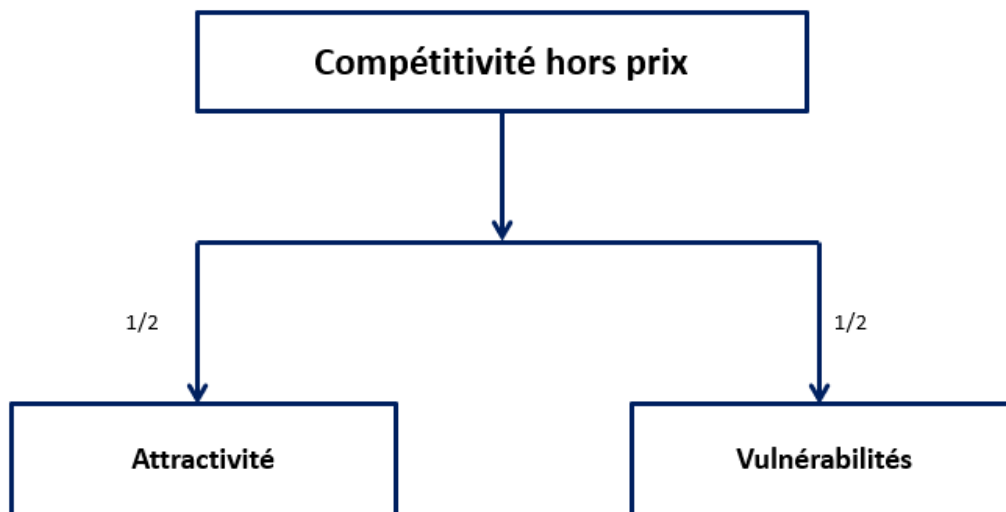 Compétitivité hors prix
1/2
1/2
Attractivité
Vulnérabilités